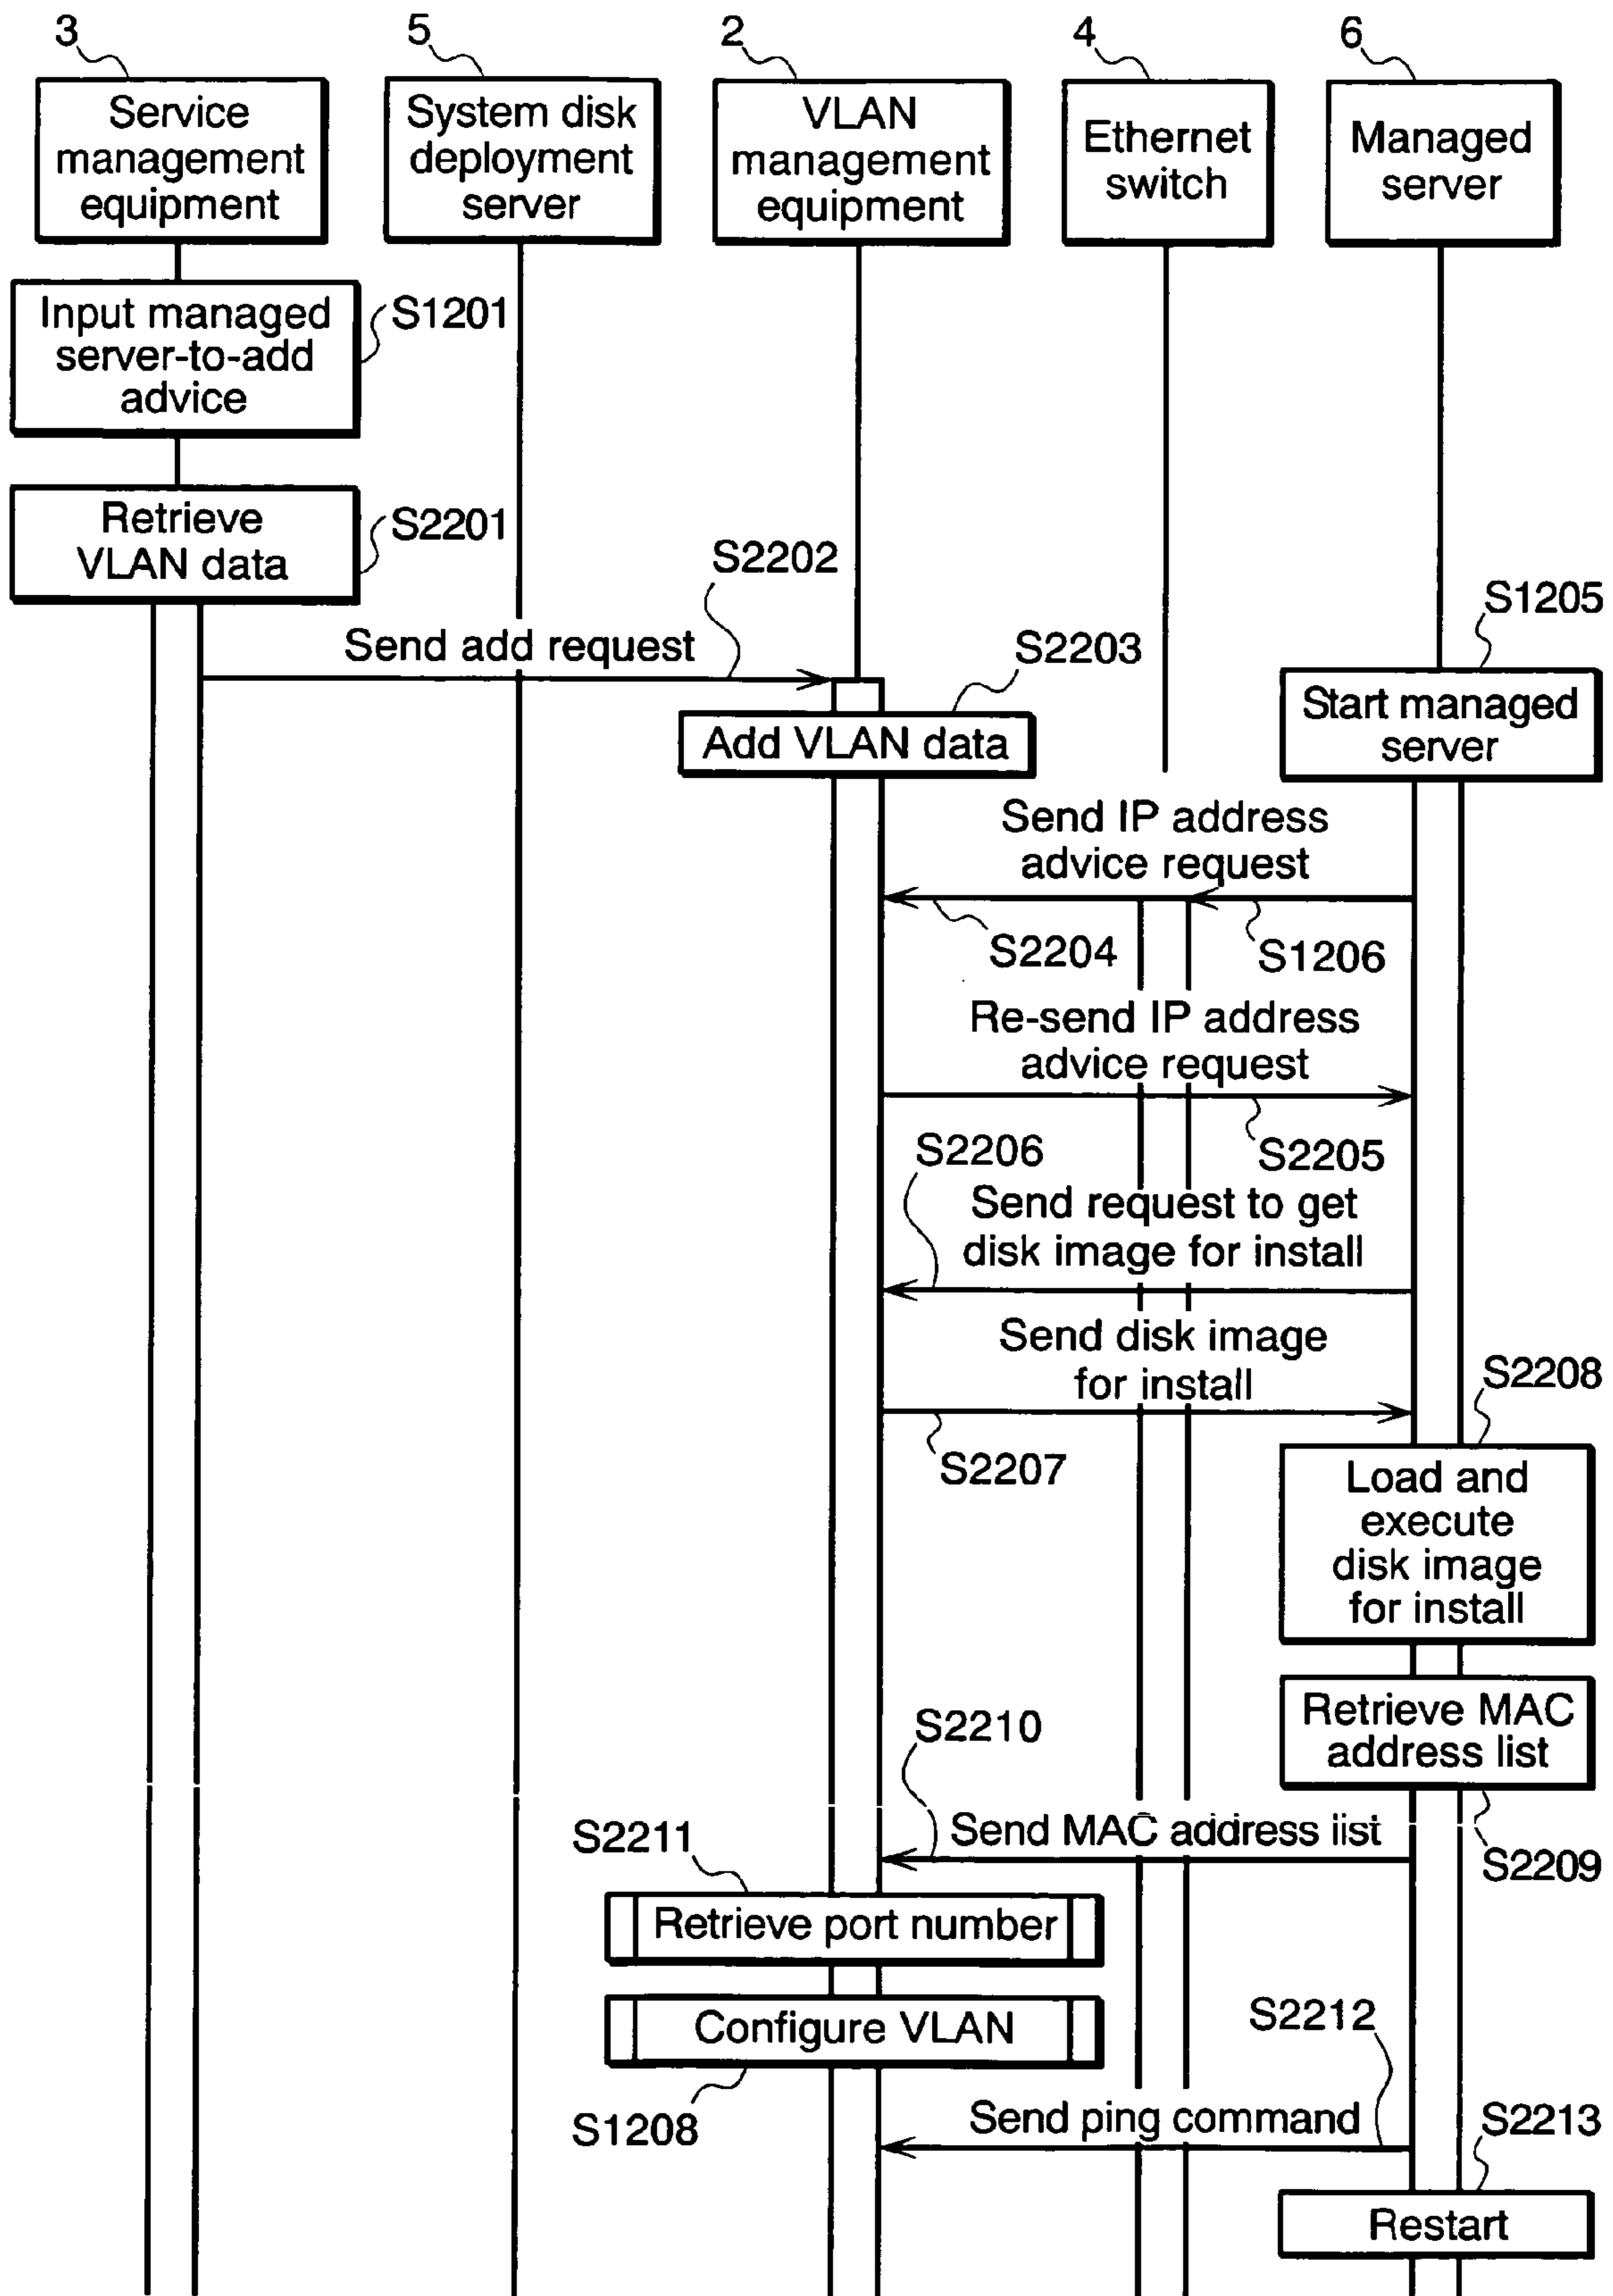 3
5
2
4
6
Service
management
equipment
System disk
deployment
server
VLAN
management
equipment
Ethernet
switch
Managed
server
Input managed
server-to-add
advice
S1201
Retrieve
VLAN data
S2201
S2202
Send add request
S2203
Add VLAN data
S1205
Start managed
server
Send IP address
advice request
S2204
S1206
Re-send IP address
advice request
S2205
S2206
Send request to get
disk image for install
Send disk image
for install
S2207
S2208
Load and
execute
disk image
for install
Retrieve MAC
address list
S2209
S2210
Send MAC address list
S2211
Retrieve port number
Configure VLAN
S1208
S2212
Send ping command
S2213
Restart